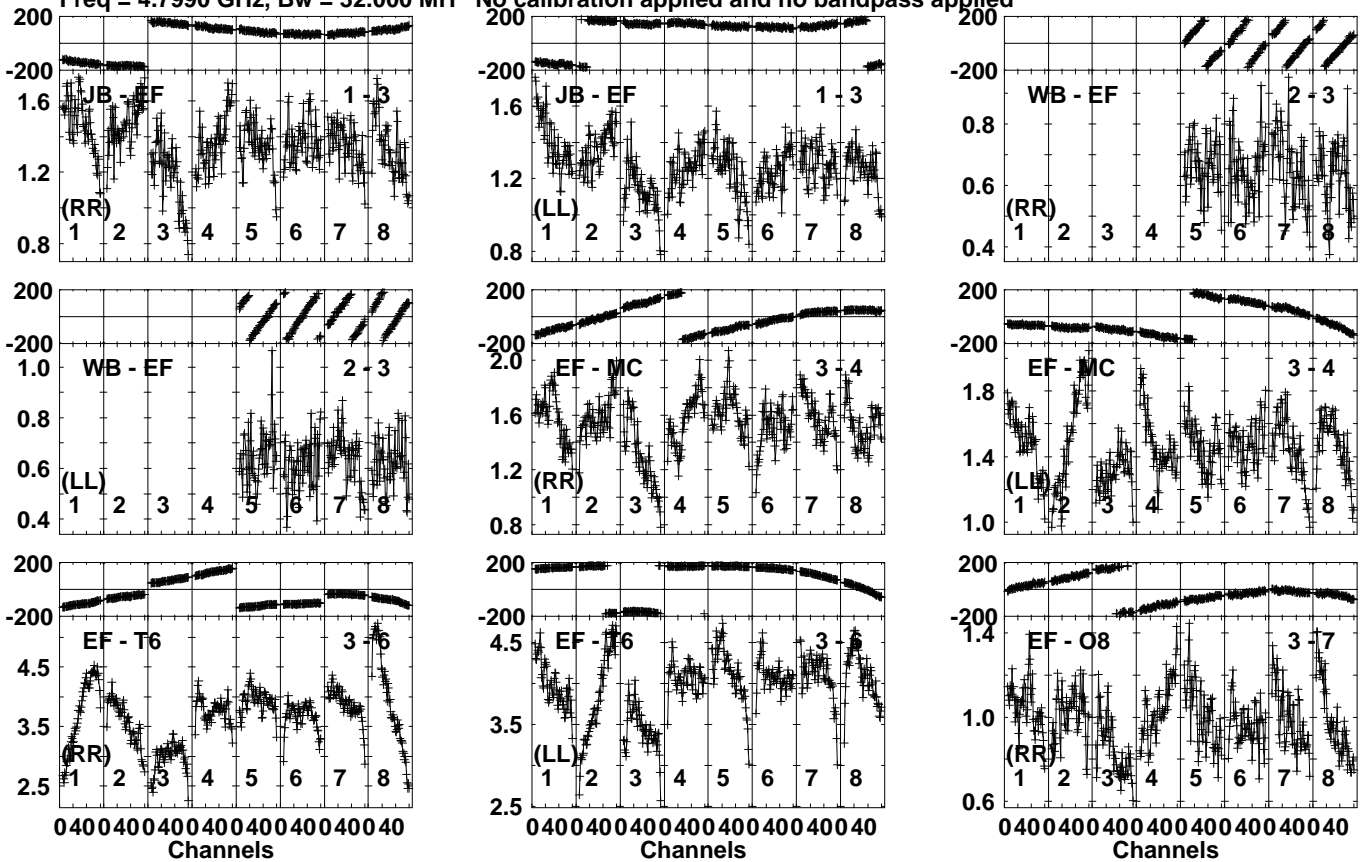 Freq = 4.7990 GHz, Bw = 32.000 MH No calibration applied and no bandpass applied
200 200 200
-200 -200 -200
JB - EF 1 - 3 JB - EF 1 - 3 WB - EF 2 - 3
1.6 1.6 0.8
1.2 1.2 0.6
(RR) (LL) (RR)
1 2 3 4 5 6 7 8 1 2 3 4 5 6 7 8 1 2 3 4 5 6 7 8
0.8 0.8 0.4
200 200 200
-200 -200 -200
WB - EF 2 - 3 EF - MC 3 - 4 EF - MC 3 - 4
1.0 2.0 1.8
0.8 1.6
0.6 1.2 1.4
(LL) (RR) (LL)
1 2 3 4 5 6 7 8 1 2 3 4 5 6 7 8 1 2 3 4 5 6 7 8
0.4 0.8 1.0
200 200 200
-200 -200 -200
EF - T6 3 - 6 EF - T6 3 - 6 EF - O8 3 - 7
4.5 4.5 1.4
3.5 3.5 1.0
(RR) (LL) (RR)
1 2 3 4 5 6 7 8 1 2 3 4 5 6 7 8 1 2 3 4 5 6 7 8
2.5 2.5 0.6
0 40 0 40 0 40 0 40 0 40 0 40 0 40 0 40 0 40 0 40 0 40 0 40 0 40 0 40 0 40 0 40 0 40 0 40 0 40 0 40 0 40 0 40 0 40 0 40
Channels Channels Channels